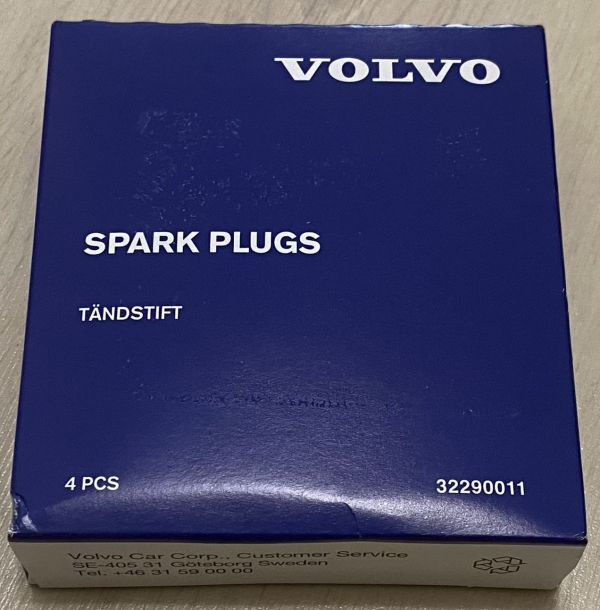 VOLVO
SPARK PLUGS
TÄNDSTIFT
4 PCS
32290011
Volvo Car Corp., Customer Service
SE-405 31 Göteborg Sweden
Tel. +46 31 59 00 00